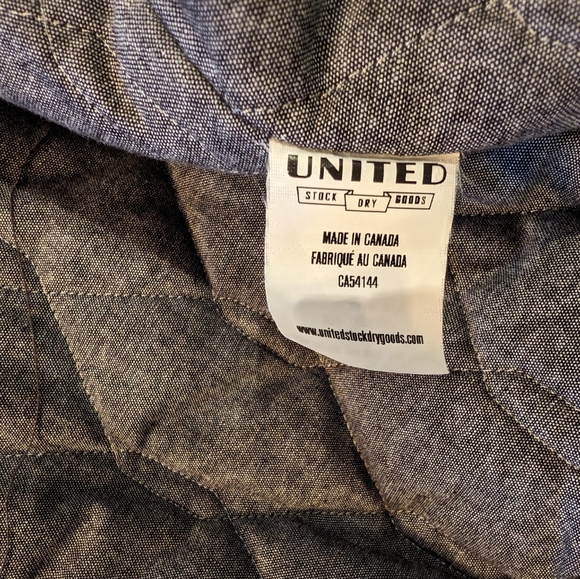 UNITED
STOCK DRY GOODS
MADE IN CANADA
FABRIQUÉ AU CANADA
CA54144
www.unitedstockdrygoods.com